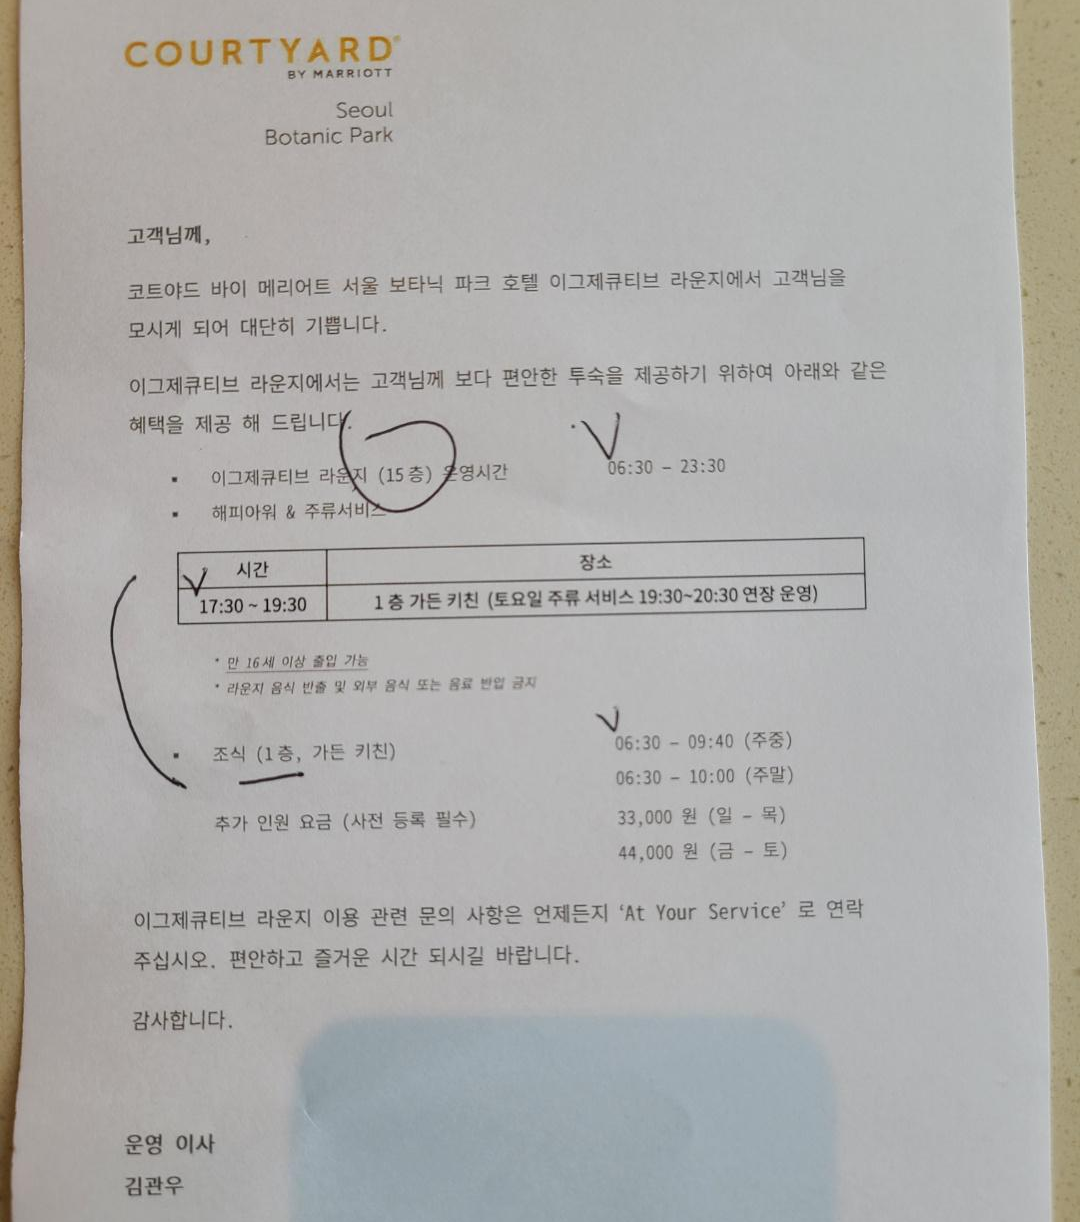 COURTYARD®
BY MARRIOTT
Seoul
Botanic Park
고객님께,
코트야드 바이 메리어트 서울 보타닉 파크 호텔 이그제큐티브 라운지에서 고객님을
모시게 되어 대단히 기쁩니다.
이그제큐티브 라운지에서는 고객님께 보다 편안한 투숙을 제공하기 위하여 아래와 같은
혜택을 제공 해 드립니다.
▪ 이그제큐티브 라운지 (15층) 운영시간 06:30 – 23:30
▪ 해피아워 & 주류서비스
시간 장소
17:30 ~ 19:30 1층 가든 키친 (토요일 주류 서비스 19:30~20:30 연장 운영)
* 만 16세 이상 출입 가능
* 라운지 음식 반출 및 외부 음식 또는 음료 반입 금지
▪ 조식 (1층, 가든 키친) 06:30 – 09:40 (주중)
06:30 – 10:00 (주말)
추가 인원 요금 (사전 등록 필수) 33,000 원 (일 – 목)
44,000 원 (금 – 토)
이그제큐티브 라운지 이용 관련 문의 사항은 언제든지 ‘At Your Service’ 로 연락
주십시오. 편안하고 즐거운 시간 되시길 바랍니다.
감사합니다.
운영 이사
김관우